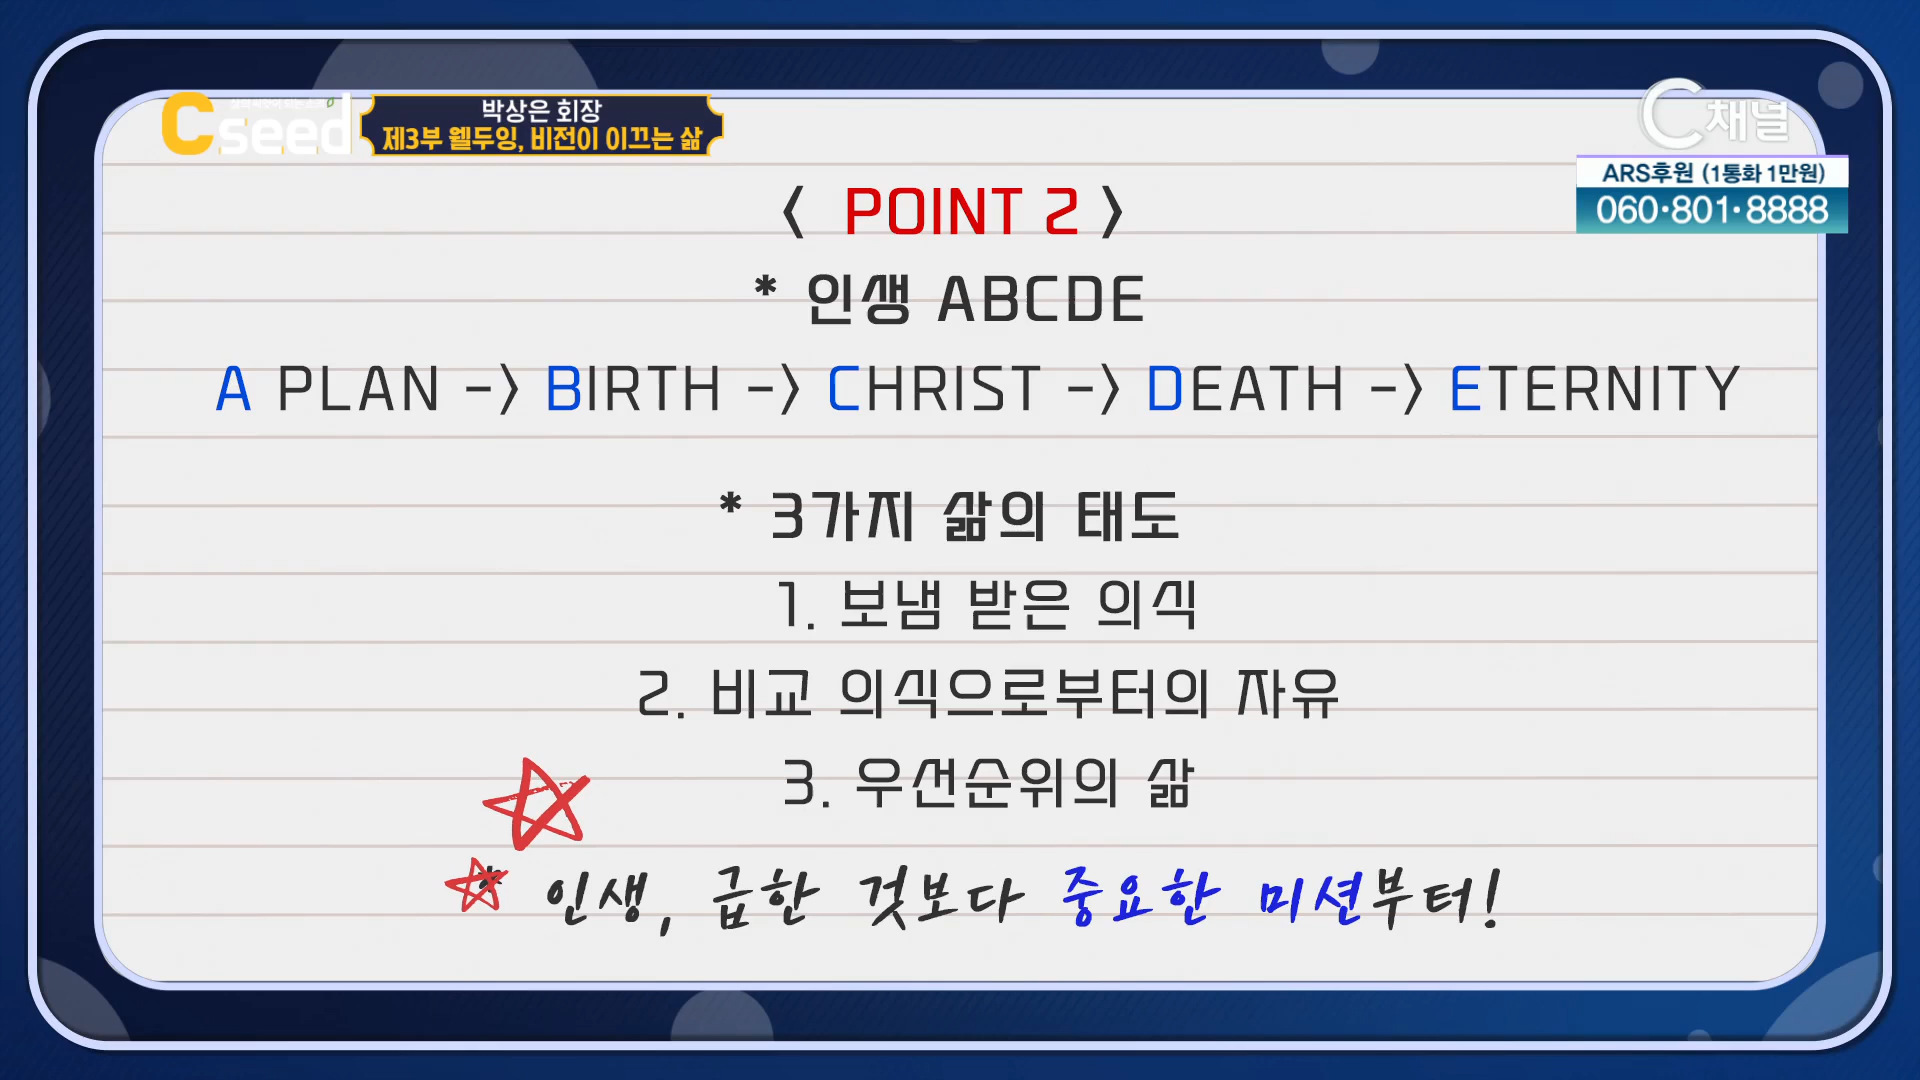 Cseed
박상은 회장
제3부 웰두잉, 비전이 이끄는 삶
C채널
ARS후원 (1통화 1만원)
060·801·8888
< POINT 2 >
* 인생 ABCDE
A PLAN -> BIRTH -> CHRIST -> DEATH -> ETERNITY
* 3가지 삶의 태도
1. 보냄 받은 의식
2. 비교 의식으로부터의 자유
3. 우선순위의 삶
* 인생, 급한 것보다 중요한 미션부터!